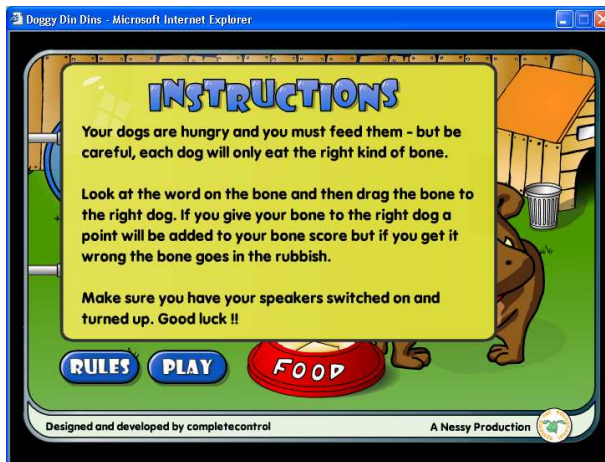 Doggy Din Dins - Microsoft Internet Explorer
INSTRUCTIONS
Your dogs are hungry and you must feed them - but be
careful, each dog will only eat the right kind of bone.
Look at the word on the bone and then drag the bone to
the right dog. If you give your bone to the right dog a
point will be added to your bone score but if you get it
wrong the bone goes in the rubbish.
Make sure you have your speakers switched on and
turned up. Good luck !!
RULES PLAY
FOOD
Designed and developed by completecontrol A Nessy Production